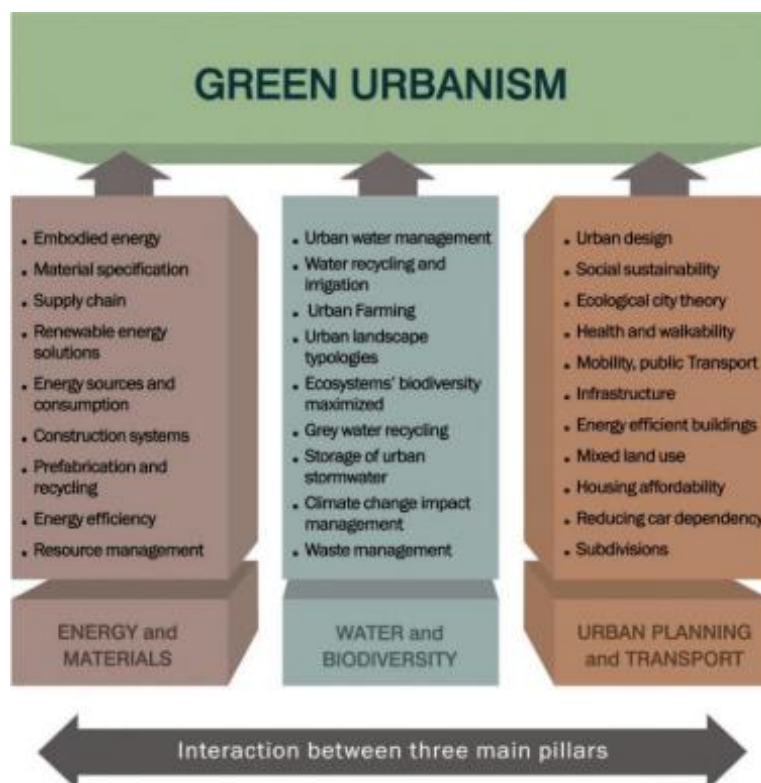 GREEN URBANISM
• Embodied energy
• Material specification
• Supply chain
• Renewable energy
solutions
• Energy sources and
consumption
• Construction systems
• Prefabrication and
recycling
• Energy efficiency
• Resource management
ENERGY and
MATERIALS
• Urban water management
• Water recycling and
irrigation
• Urban Farming
• Urban landscape
typologies
• Ecosystems' biodiversity
maximized
• Grey water recycling
• Storage of urban
stormwater
• Climate change impact
management
• Waste management
WATER and
BIODIVERSITY
• Urban design
• Social sustainability
• Ecological city theory
• Health and walkability
• Mobility, public Transport
• Infrastructure
• Energy efficient buildings
• Mixed land use
• Housing affordability
• Reducing car dependency
• Subdivisions
URBAN PLANNING
and TRANSPORT
Interaction between three main pillars